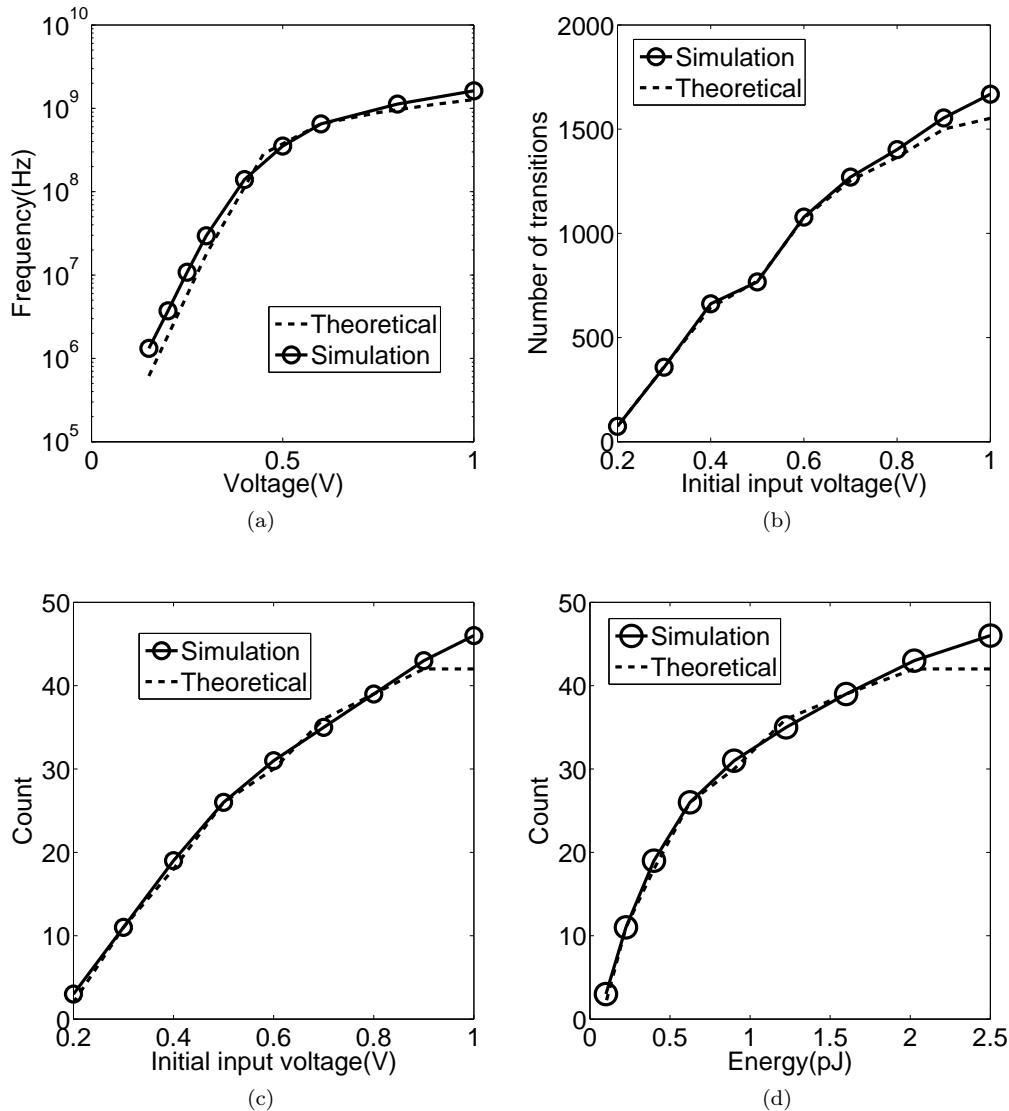 10^10
10^9
10^8
10^7
10^6
10^5
Frequency(Hz)
Theoretical
Simulation
0
0.5
1
Voltage(V)
(a)
2000
1500
1000
500
0
Number of transitions
Simulation
Theoretical
0.2
0.4
0.6
0.8
1
Initial input voltage(V)
(b)
50
40
30
20
10
0
Count
Simulation
Theoretical
0.2
0.4
0.6
0.8
1
Initial input voltage(V)
(c)
50
40
30
20
10
0
Count
Simulation
Theoretical
0
0.5
1
1.5
2
2.5
Energy(pJ)
(d)